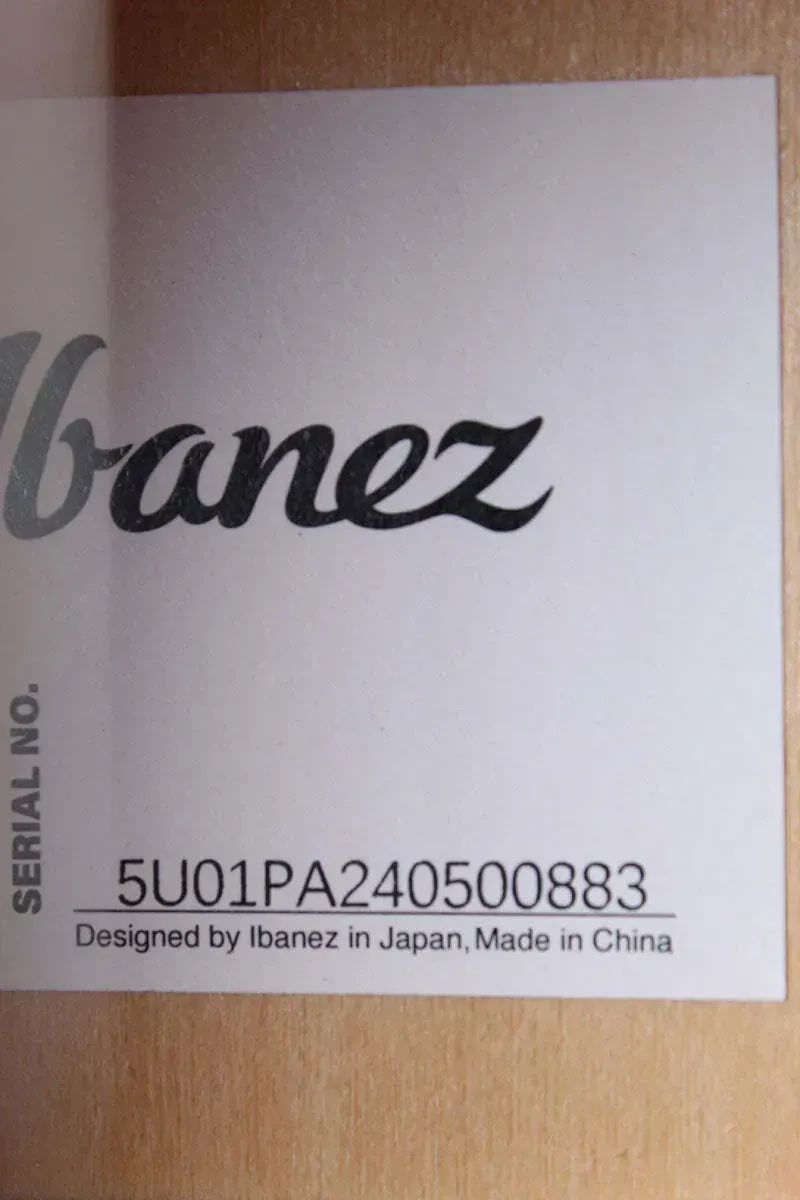 Ibanez
SERIAL NO.
5U01PA240500883
Designed by Ibanez in Japan, Made in China